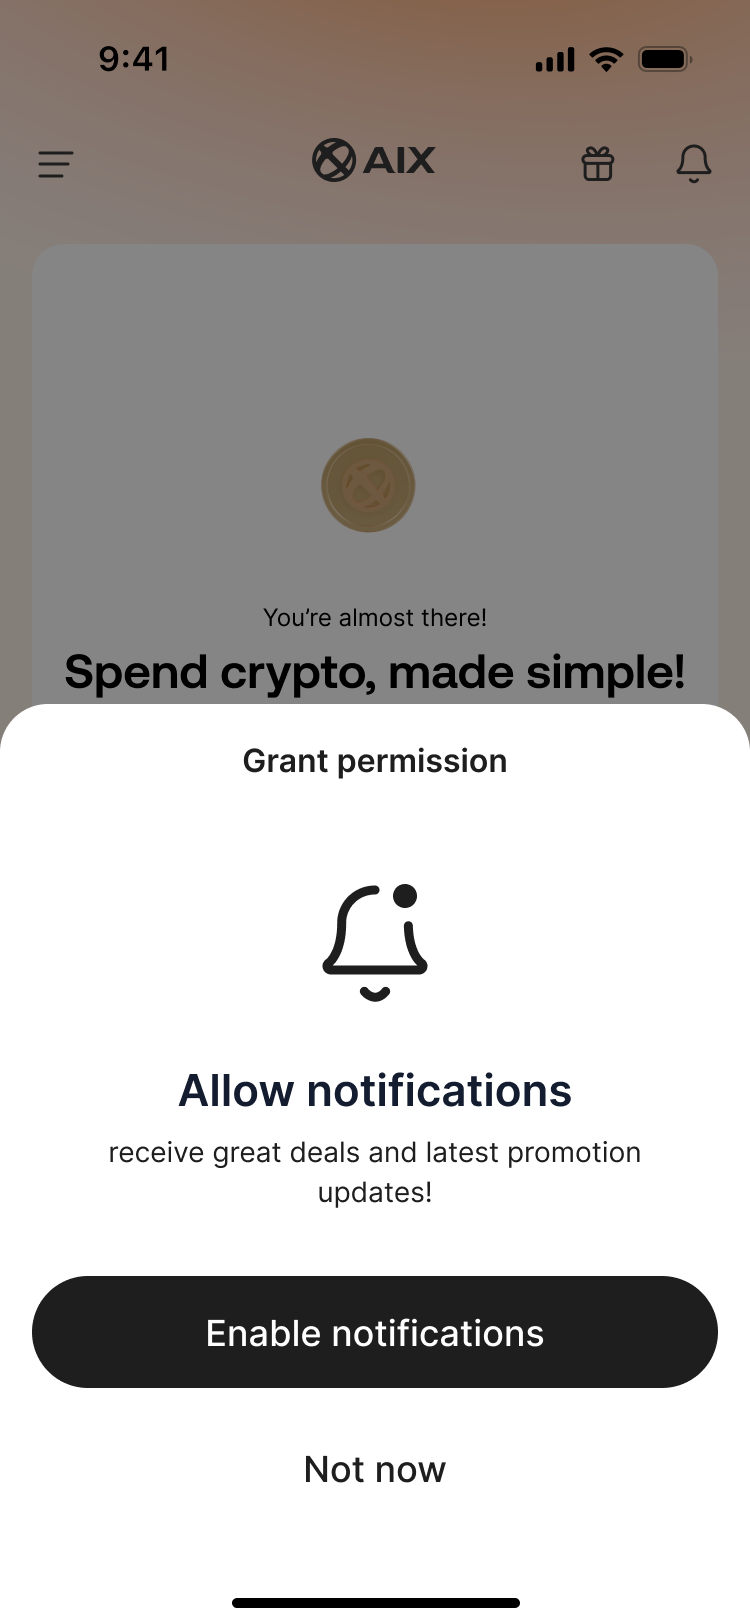 9:41
AIX
You’re almost there!
Spend crypto, made simple!
Grant permission
Allow notifications
receive great deals and latest promotion
updates!
Enable notifications
Not now